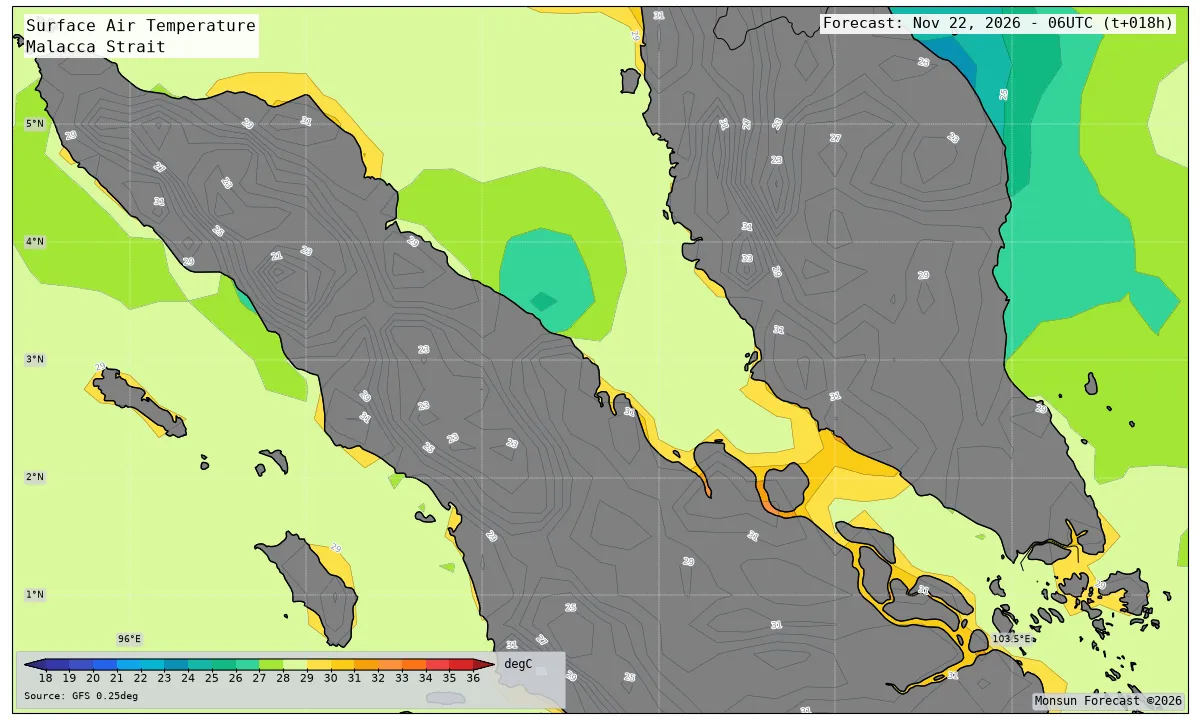 Surface Air Temperature
Malacca Strait
Forecast: Nov 22, 2026 - 06UTC (t+018h)
5°N
4°N
3°N
2°N
1°N
96°E
103.5°E
degC
18 19 20 21 22 23 24 25 26 27 28 29 30 31 32 33 34 35 36
Source: GFS 0.25deg
Monsun Forecast ©2026